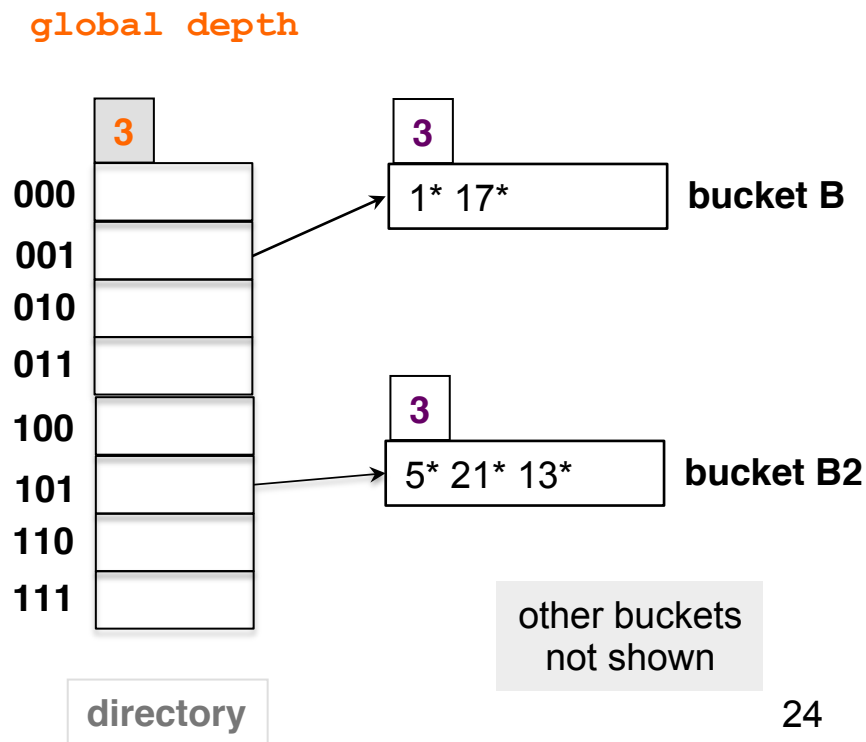 global depth
3
3
000
1* 17*
bucket B
001
010
011
3
100
5* 21* 13*
bucket B2
101
110
111
other buckets
not shown
directory
24